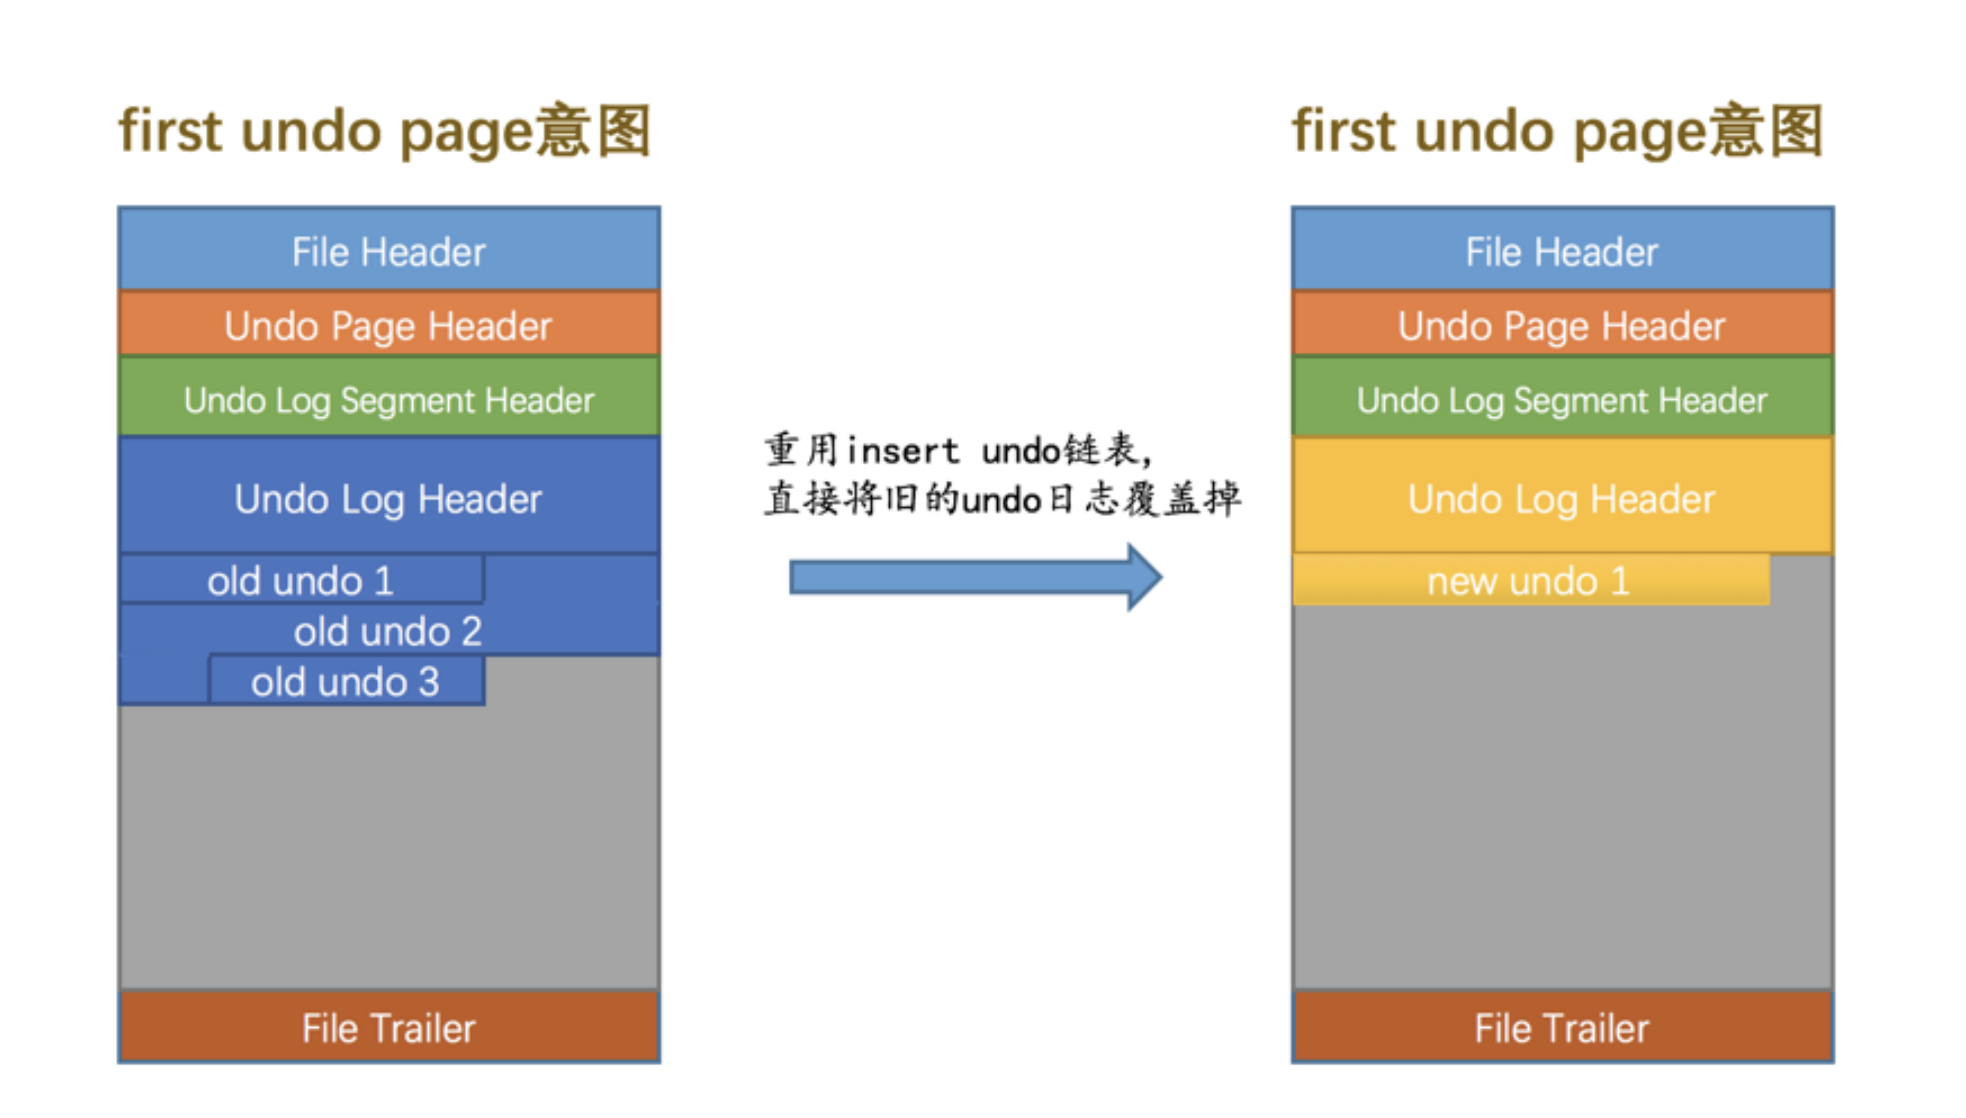 first undo page意图
File Header
Undo Page Header
Undo Log Segment Header
Undo Log Header
old undo 1
old undo 2
old undo 3
File Trailer
重用insert undo链表，
直接将旧的undo日志覆盖掉
first undo page意图
File Header
Undo Page Header
Undo Log Segment Header
Undo Log Header
new undo 1
File Trailer